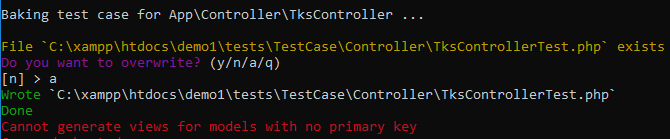 Baking test case for App\Controller\TksController ...
File `C:\xampp\htdocs\demo1\tests\TestCase\Controller\TksControllerTest.php` exists
Do you want to overwrite? (y/n/a/q)
[n] > a
Wrote `C:\xampp\htdocs\demo1\tests\TestCase\Controller\TksControllerTest.php`
Done
Cannot generate views for models with no primary key